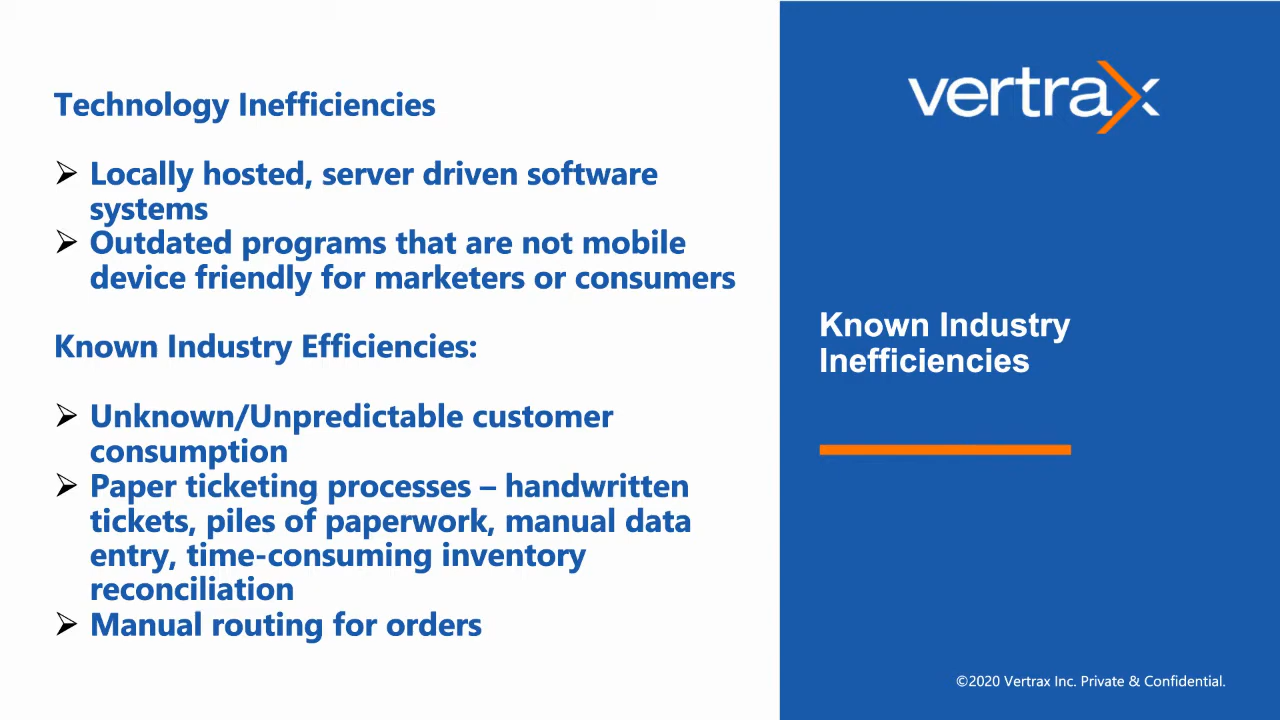 Technology Inefficiencies
Locally hosted, server driven software
systems
Outdated programs that are not mobile
device friendly for marketers or consumers
Known Industry Efficiencies:
Unknown/Unpredictable customer
consumption
Paper ticketing processes – handwritten
tickets, piles of paperwork, manual data
entry, time-consuming inventory
reconciliation
Manual routing for orders
vertrax
Known Industry
Inefficiencies
©2020 Vertrax Inc. Private & Confidential.